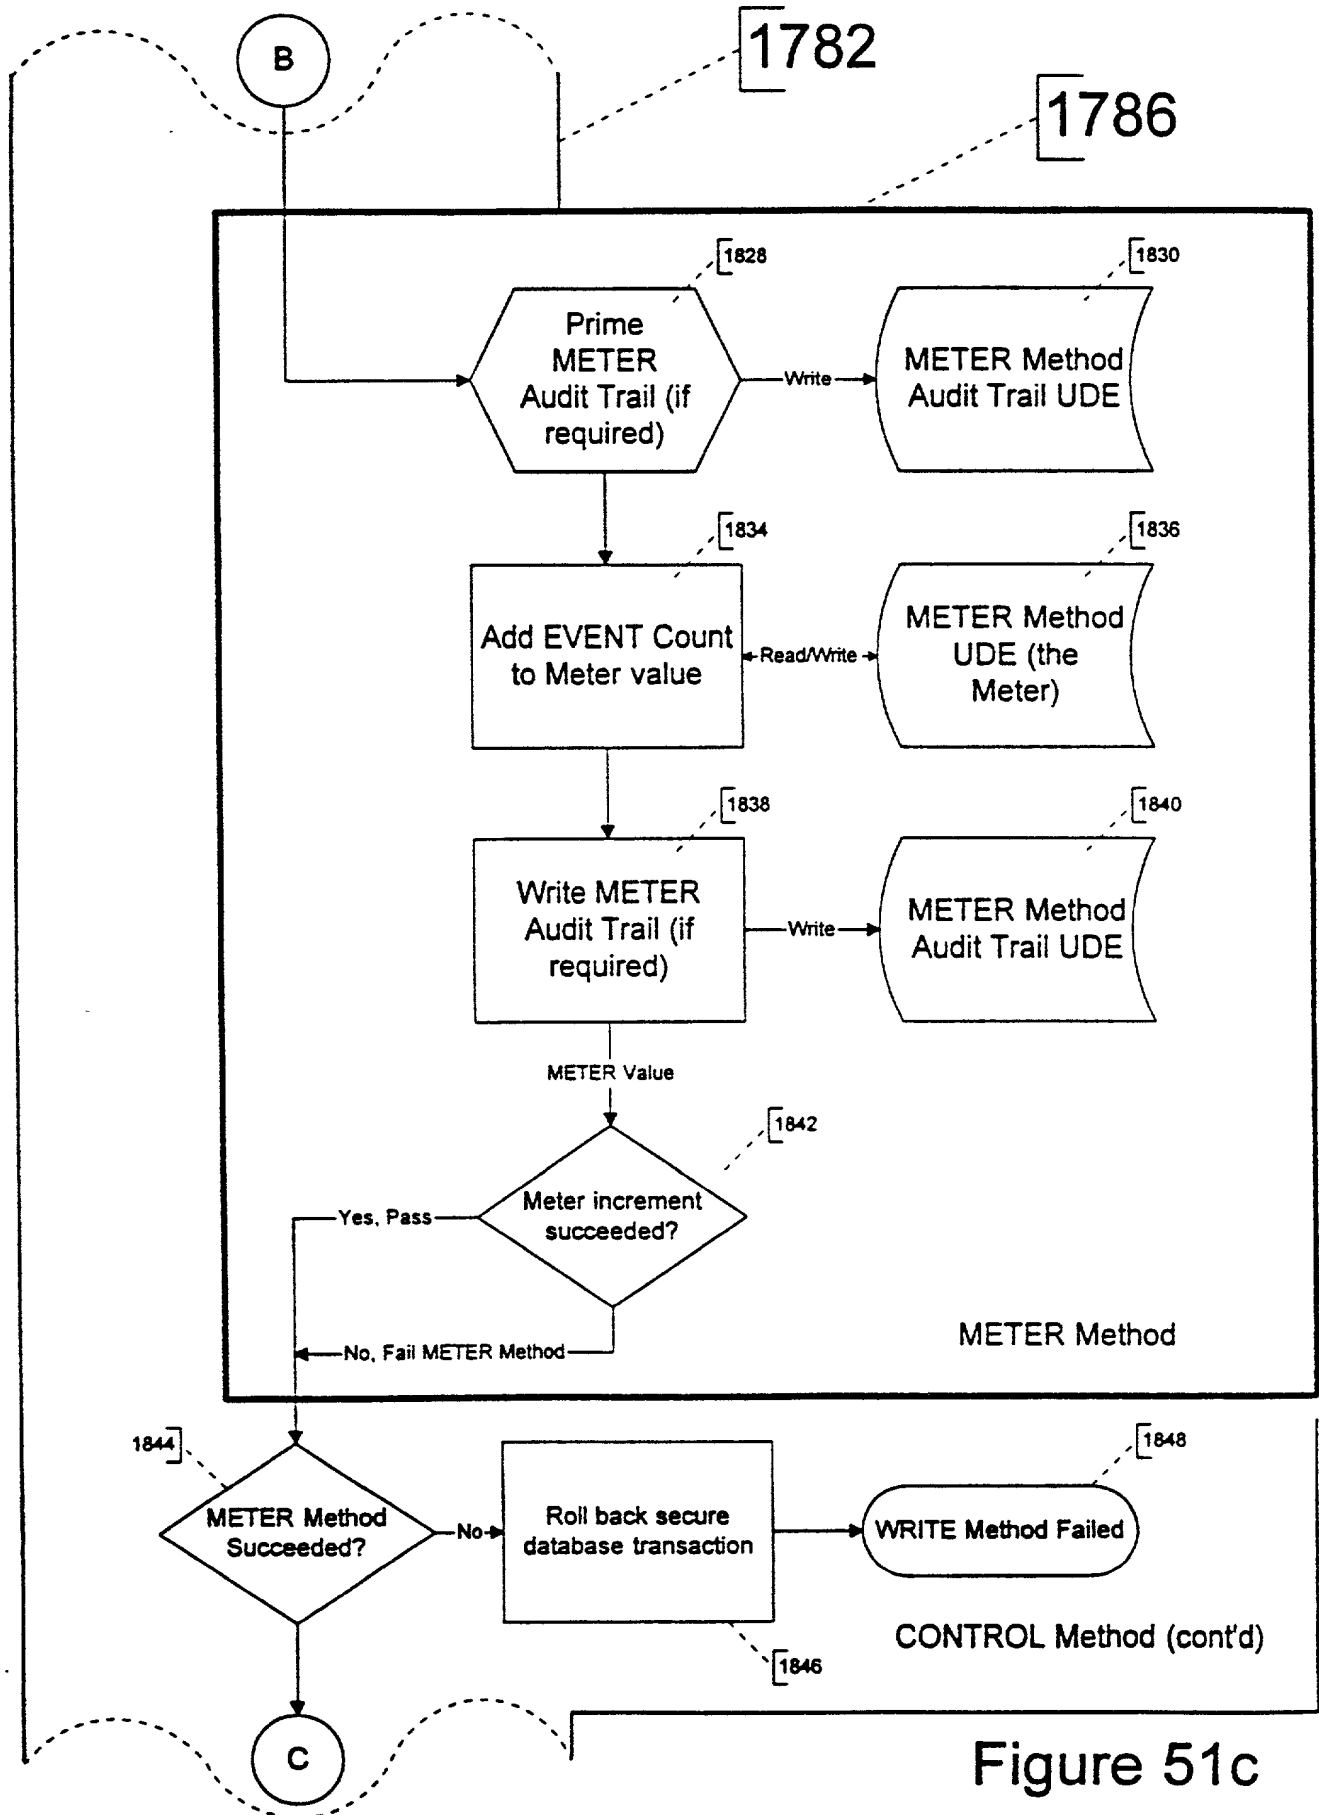 B
1782
1786
1828
Prime
METER
Audit Trail (if
required)
Write
1830
METER Method
Audit Trail UDE
1834
Add EVENT Count
to Meter value
Read/Write
1836
METER Method
UDE (the
Meter)
1838
Write METER
Audit Trail (if
required)
Write
1840
METER Method
Audit Trail UDE
METER Value
1842
Meter increment
succeeded?
Yes, Pass
No, Fail METER Method
METER Method
1844
METER Method
Succeeded?
No
Roll back secure
database transaction
1846
1848
WRITE Method Failed
CONTROL Method (cont'd)
C
Figure 51c